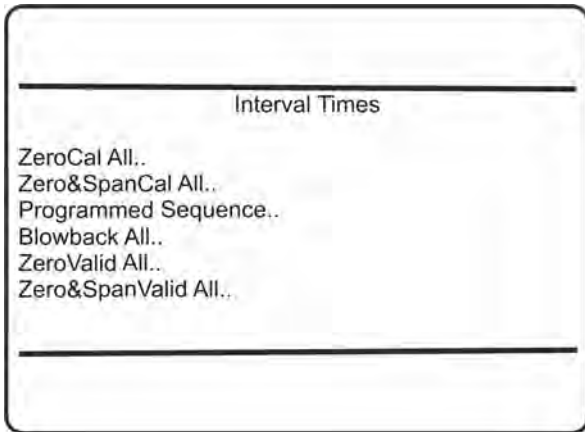 Interval Times
ZeroCal All..
Zero&SpanCal All..
Programmed Sequence..
Blowback All..
ZeroValid All..
Zero&SpanValid All..